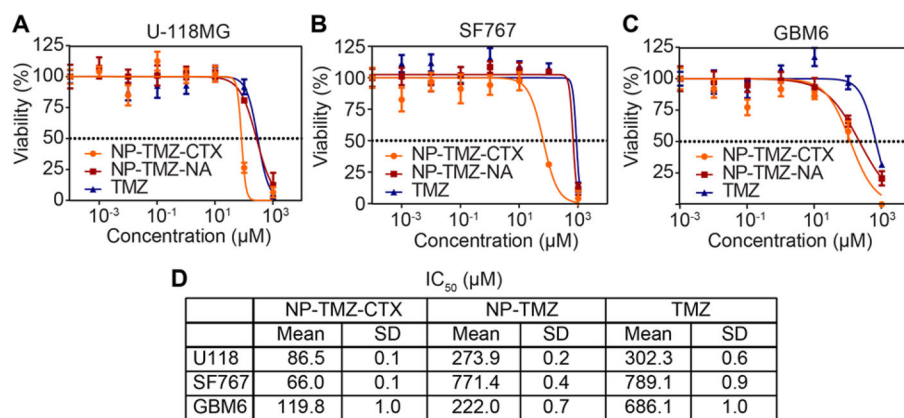 A U-118MG
Viability (%)
125
100
75
50
25
0
NP-TMZ-CTX
NP-TMZ-NA
TMZ
10⁻³ 10⁻¹ 10¹ 10³
Concentration (µM)
B SF767
Viability (%)
125
100
75
50
25
0
NP-TMZ-CTX
NP-TMZ-NA
TMZ
10⁻³ 10⁻¹ 10¹ 10³
Concentration (µM)
C GBM6
Viability (%)
125
100
75
50
25
0
NP-TMZ-CTX
NP-TMZ-NA
TMZ
10⁻³ 10⁻¹ 10¹ 10³
Concentration (µM)
D IC₅₀ (µM)
NP-TMZ-CTX NP-TMZ TMZ
Mean SD Mean SD Mean SD
U118 86.5 0.1 273.9 0.2 302.3 0.6
SF767 66.0 0.1 771.4 0.4 789.1 0.9
GBM6 119.8 1.0 222.0 0.7 686.1 1.0